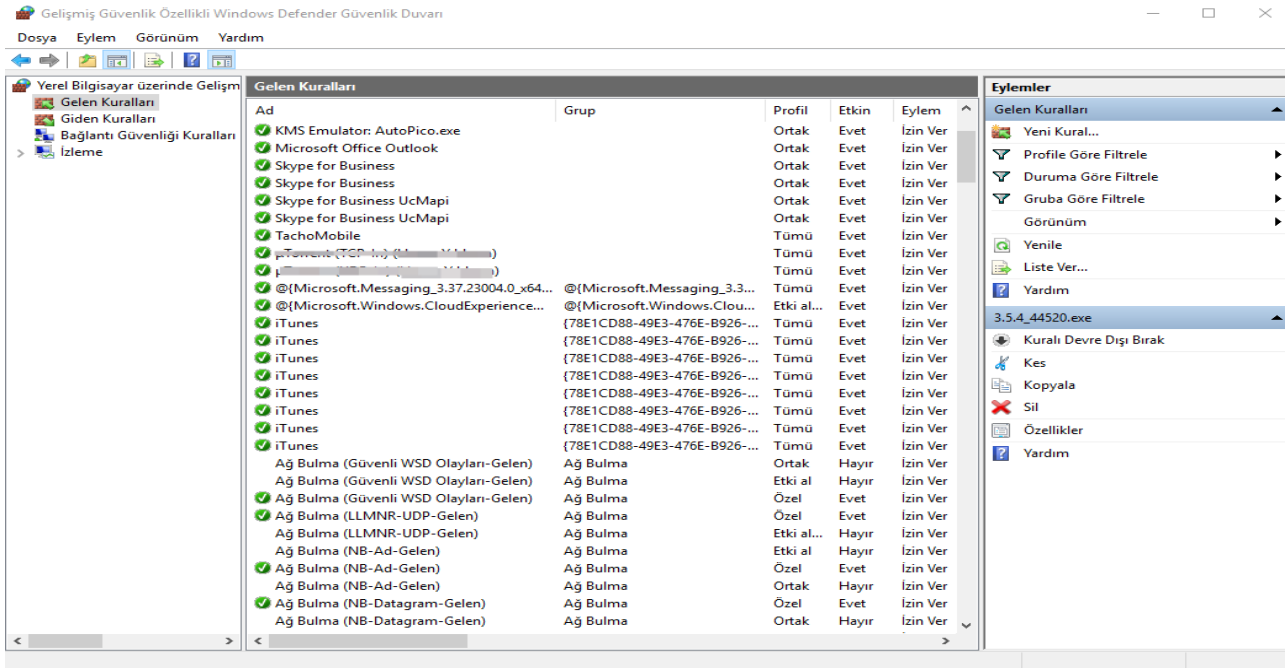 Gelişmiş Güvenlik Özellikli Windows Defender Güvenlik Duvarı
Dosya Eylem Görünüm Yardım
Yerel Bilgisayar üzerinde Gelişm
Gelen Kuralları
Giden Kuralları
Bağlantı Güvenliği Kuralları
İzleme
Gelen Kuralları
Ad Grup Profil Etkin Eylem
KMS Emulator: AutoPico.exe Ortak Evet İzin Ver
Microsoft Office Outlook Ortak Evet İzin Ver
Skype for Business Ortak Evet İzin Ver
Skype for Business Ortak Evet İzin Ver
Skype for Business UcMapi Ortak Evet İzin Ver
Skype for Business UcMapi Ortak Evet İzin Ver
TachoMobile Tümü Evet İzin Ver
µTorrent (TCP-In) Tümü Evet İzin Ver
Tümü Evet İzin Ver
@{Microsoft.Messaging_3.37.23004.0_x64... @{Microsoft.Messaging_3.3... Tümü Evet İzin Ver
@{Microsoft.Windows.CloudExperience... @{Microsoft.Windows.Clou... Etki al... Evet İzin Ver
iTunes {78E1CD88-49E3-476E-B926-... Tümü Evet İzin Ver
iTunes {78E1CD88-49E3-476E-B926-... Tümü Evet İzin Ver
iTunes {78E1CD88-49E3-476E-B926-... Tümü Evet İzin Ver
iTunes {78E1CD88-49E3-476E-B926-... Tümü Evet İzin Ver
iTunes {78E1CD88-49E3-476E-B926-... Tümü Evet İzin Ver
iTunes {78E1CD88-49E3-476E-B926-... Tümü Evet İzin Ver
iTunes {78E1CD88-49E3-476E-B926-... Tümü Evet İzin Ver
iTunes {78E1CD88-49E3-476E-B926-... Tümü Evet İzin Ver
Ağ Bulma (Güvenli WSD Olayları-Gelen) Ağ Bulma Ortak Hayır İzin Ver
Ağ Bulma (Güvenli WSD Olayları-Gelen) Ağ Bulma Etki al Hayır İzin Ver
Ağ Bulma (Güvenli WSD Olayları-Gelen) Ağ Bulma Özel Evet İzin Ver
Ağ Bulma (LLMNR-UDP-Gelen) Ağ Bulma Özel Evet İzin Ver
Ağ Bulma (LLMNR-UDP-Gelen) Ağ Bulma Etki al... Hayır İzin Ver
Ağ Bulma (NB-Ad-Gelen) Ağ Bulma Etki al Hayır İzin Ver
Ağ Bulma (NB-Ad-Gelen) Ağ Bulma Özel Evet İzin Ver
Ağ Bulma (NB-Ad-Gelen) Ağ Bulma Ortak Hayır İzin Ver
Ağ Bulma (NB-Datagram-Gelen) Ağ Bulma Özel Evet İzin Ver
Ağ Bulma (NB-Datagram-Gelen) Ağ Bulma Ortak Hayır İzin Ver
Eylemler
Gelen Kuralları
Yeni Kural...
Profile Göre Filtrele
Duruma Göre Filtrele
Gruba Göre Filtrele
Görünüm
Yenile
Liste Ver...
Yardım
3.5.4_44520.exe
Kuralı Devre Dışı Bırak
Kes
Kopyala
Sil
Özellikler
Yardım